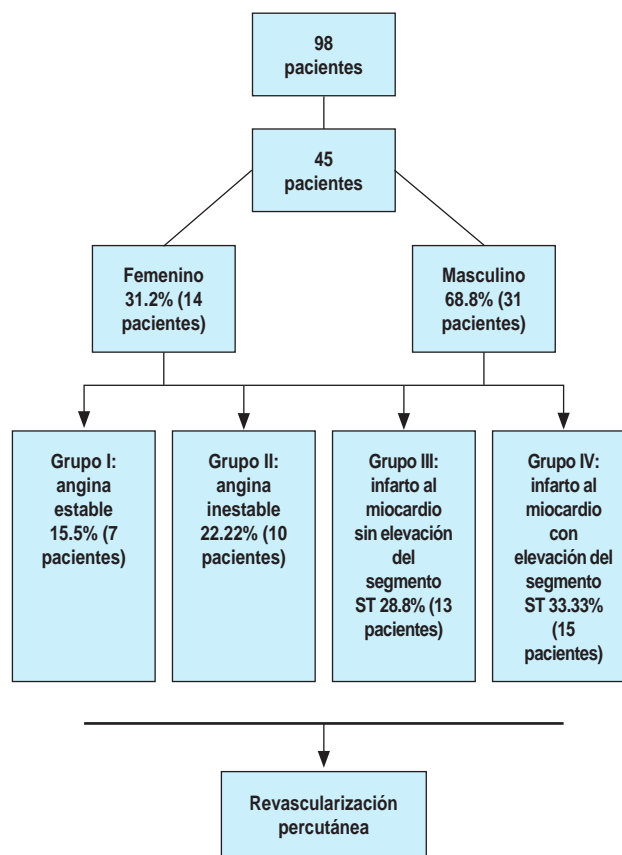 98
pacientes
45
pacientes
Femenino
31.2% (14
pacientes)
Masculino
68.8% (31
pacientes)
Grupo I:
angina
estable
15.5% (7
pacientes)
Grupo II:
angina
inestable
22.22% (10
pacientes)
Grupo III:
infarto al
miocardio
sin elevación
del
segmento
ST 28.8% (13
pacientes)
Grupo IV:
infarto al
miocardio
con
elevación del
segmento
ST 33.33%
(15
pacientes)
Revascularización
percutánea